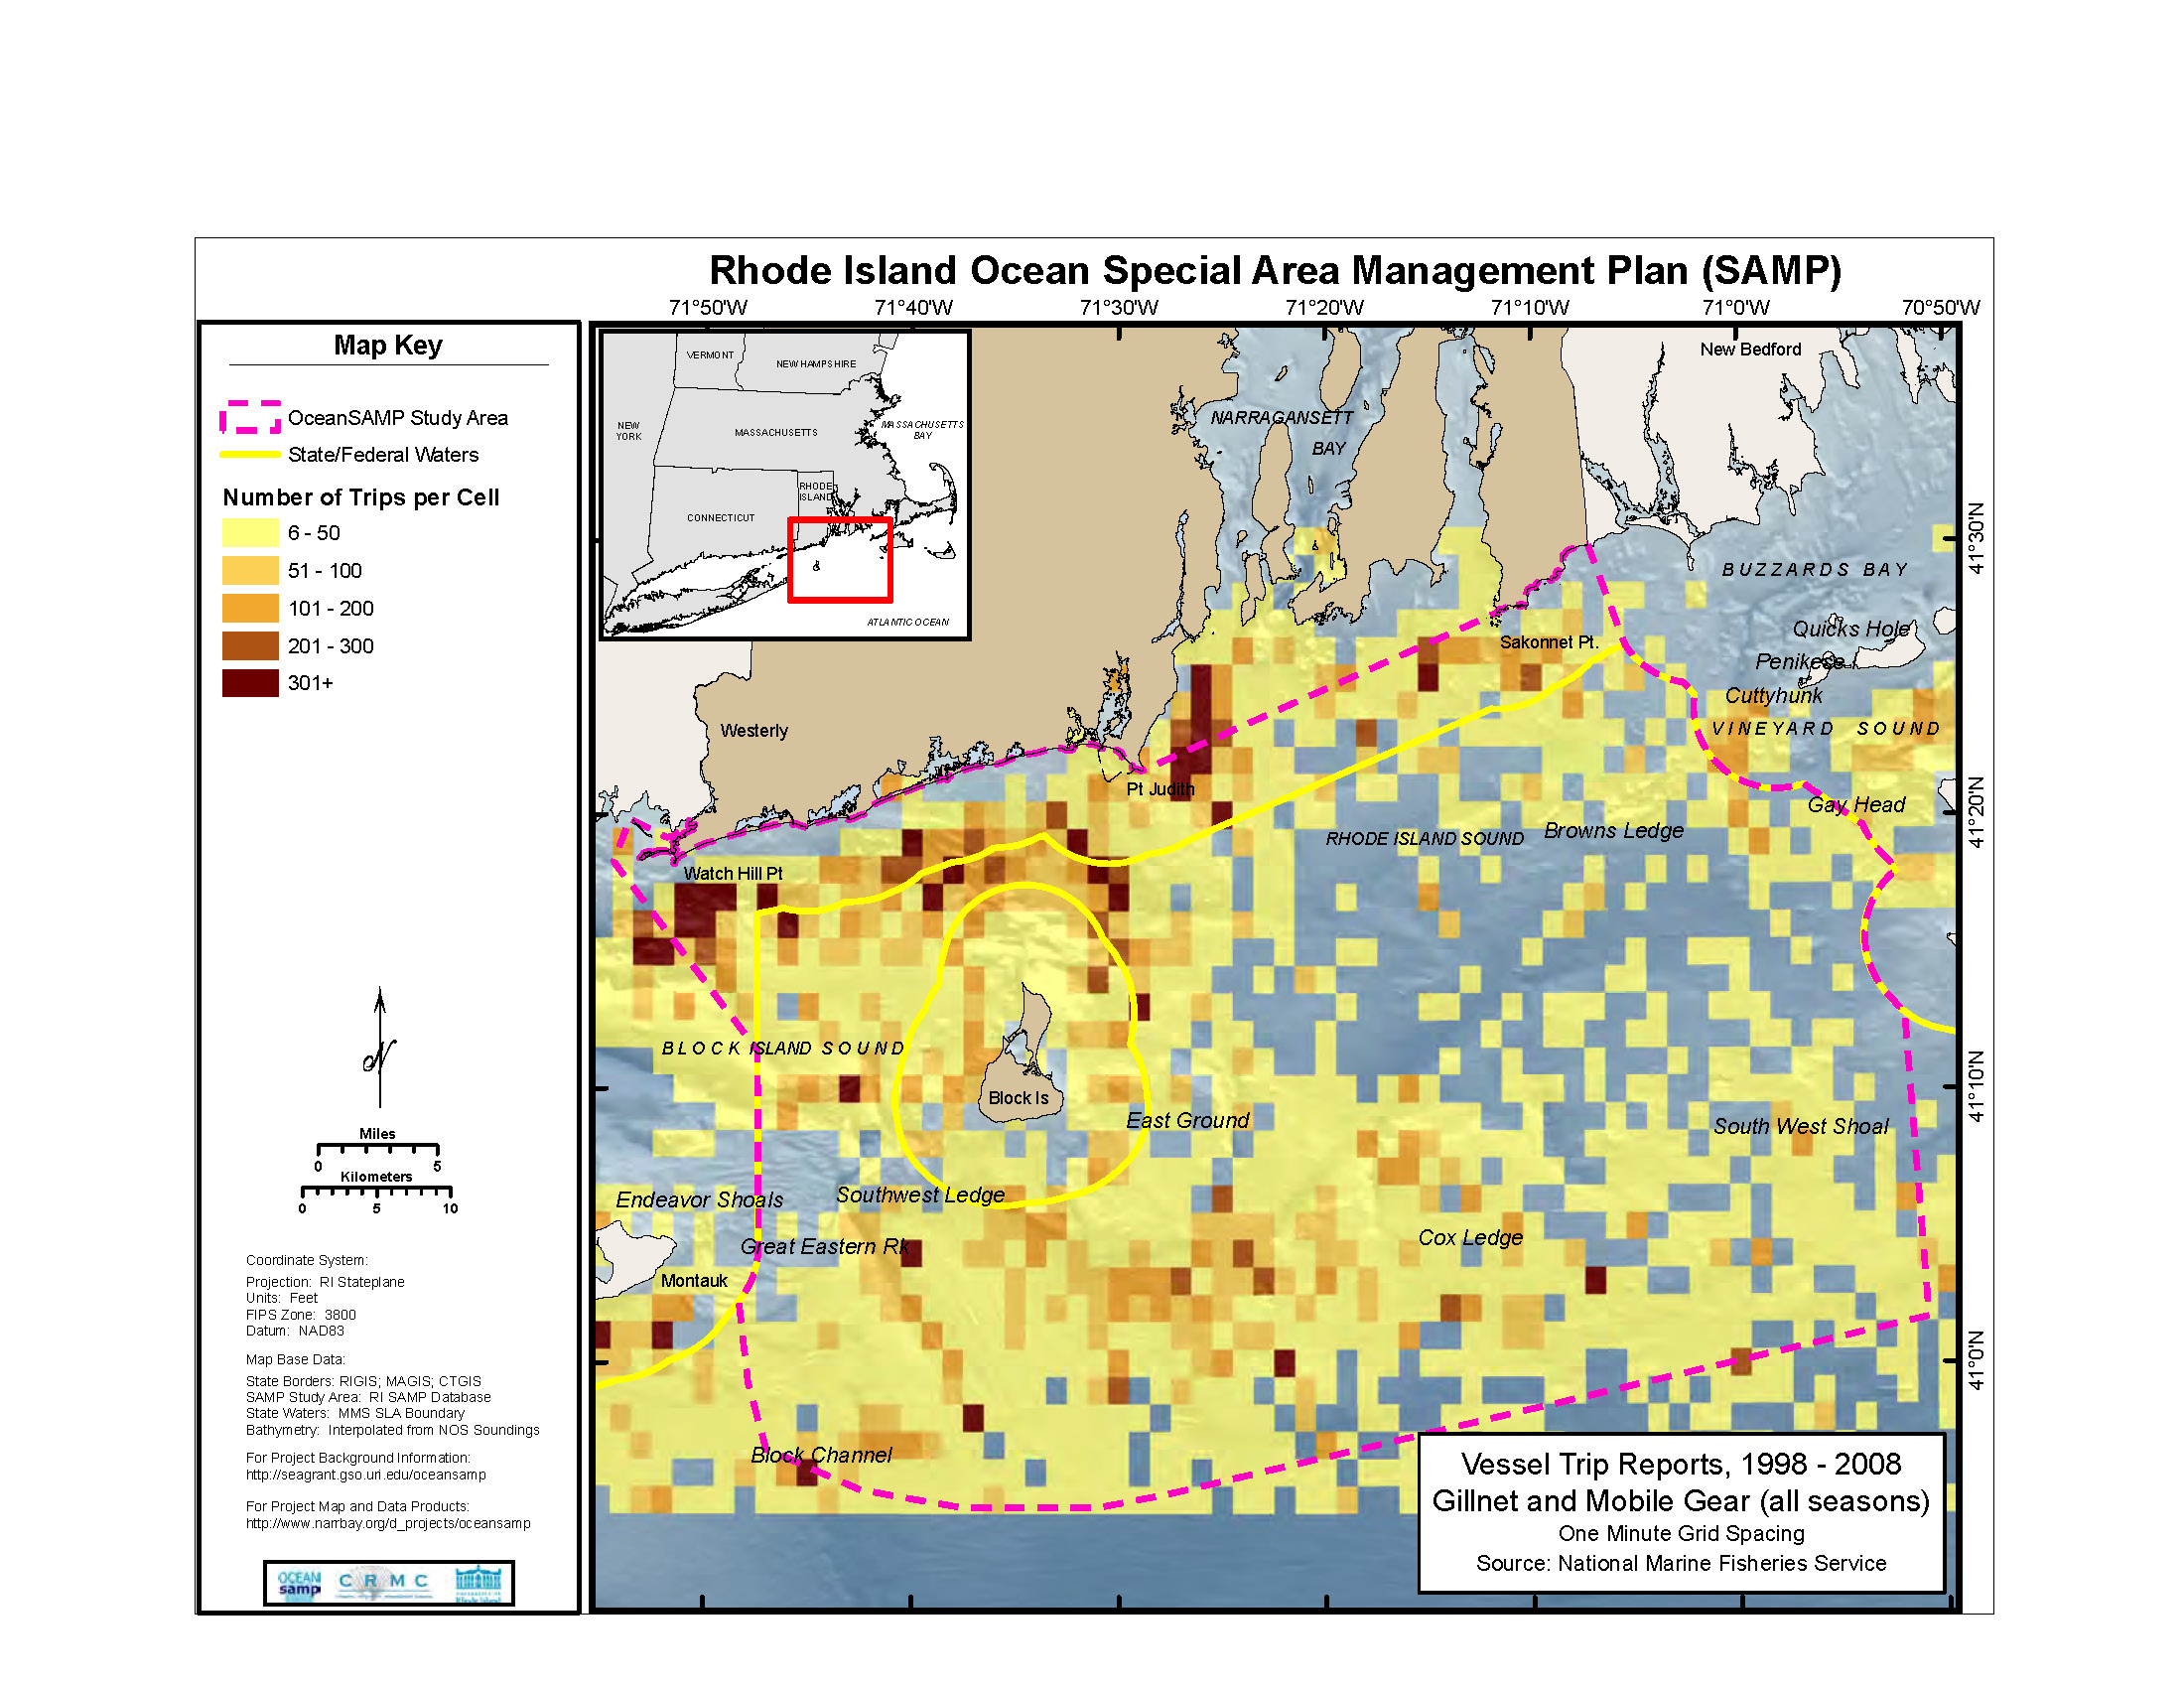 Rhode Island Ocean Special Area Management Plan (SAMP)
71°50'W 71°40'W 71°30'W 71°20'W 71°10'W 71°0'W 70°50'W
Map Key
OceanSAMP Study Area
State/Federal Waters
Number of Trips per Cell
6 - 50
51 - 100
101 - 200
201 - 300
301+
N
Miles
0 5
Kilometers
0 5 10
Coordinate System:
Projection: RI Stateplane
Units: Feet
FIPS Zone: 3800
Datum: NAD83
Map Base Data:
State Borders: RIGIS; MAGIS; CTGIS
SAMP Study Area: RI SAMP Database
State Waters: MMS SLA Boundary
Bathymetry: Interpolated from NOS Soundings
For Project Background Information:
http://seagrant.gso.uri.edu/oceansamp
For Project Map and Data Products:
http://www.narrbay.org/d_projects/oceansamp
OCEAN
samp
CRMC
VERMONT
NEW HAMPSHIRE
NEW
YORK
MASSACHUSETTS
MASSACHUSETTS
BAY
RHODE
ISLAND
CONNECTICUT
ATLANTIC OCEAN
New Bedford
NARRAGANSETT
BAY
BUZZARDS BAY
Quicks Hole
Sakonnet Pt.
Penikese
Cuttyhunk
VINEYARD SOUND
Westerly
Pt Judith
Gay Head
RHODE ISLAND SOUND
Browns Ledge
Watch Hill Pt
BLOCK ISLAND SOUND
Block Is
East Ground
South West Shoal
Endeavor Shoals
Southwest Ledge
Great Eastern Rk
Cox Ledge
Montauk
Block Channel
41°30'N
41°20'N
41°10'N
41°0'N
Vessel Trip Reports, 1998 - 2008
Gillnet and Mobile Gear (all seasons)
One Minute Grid Spacing
Source: National Marine Fisheries Service